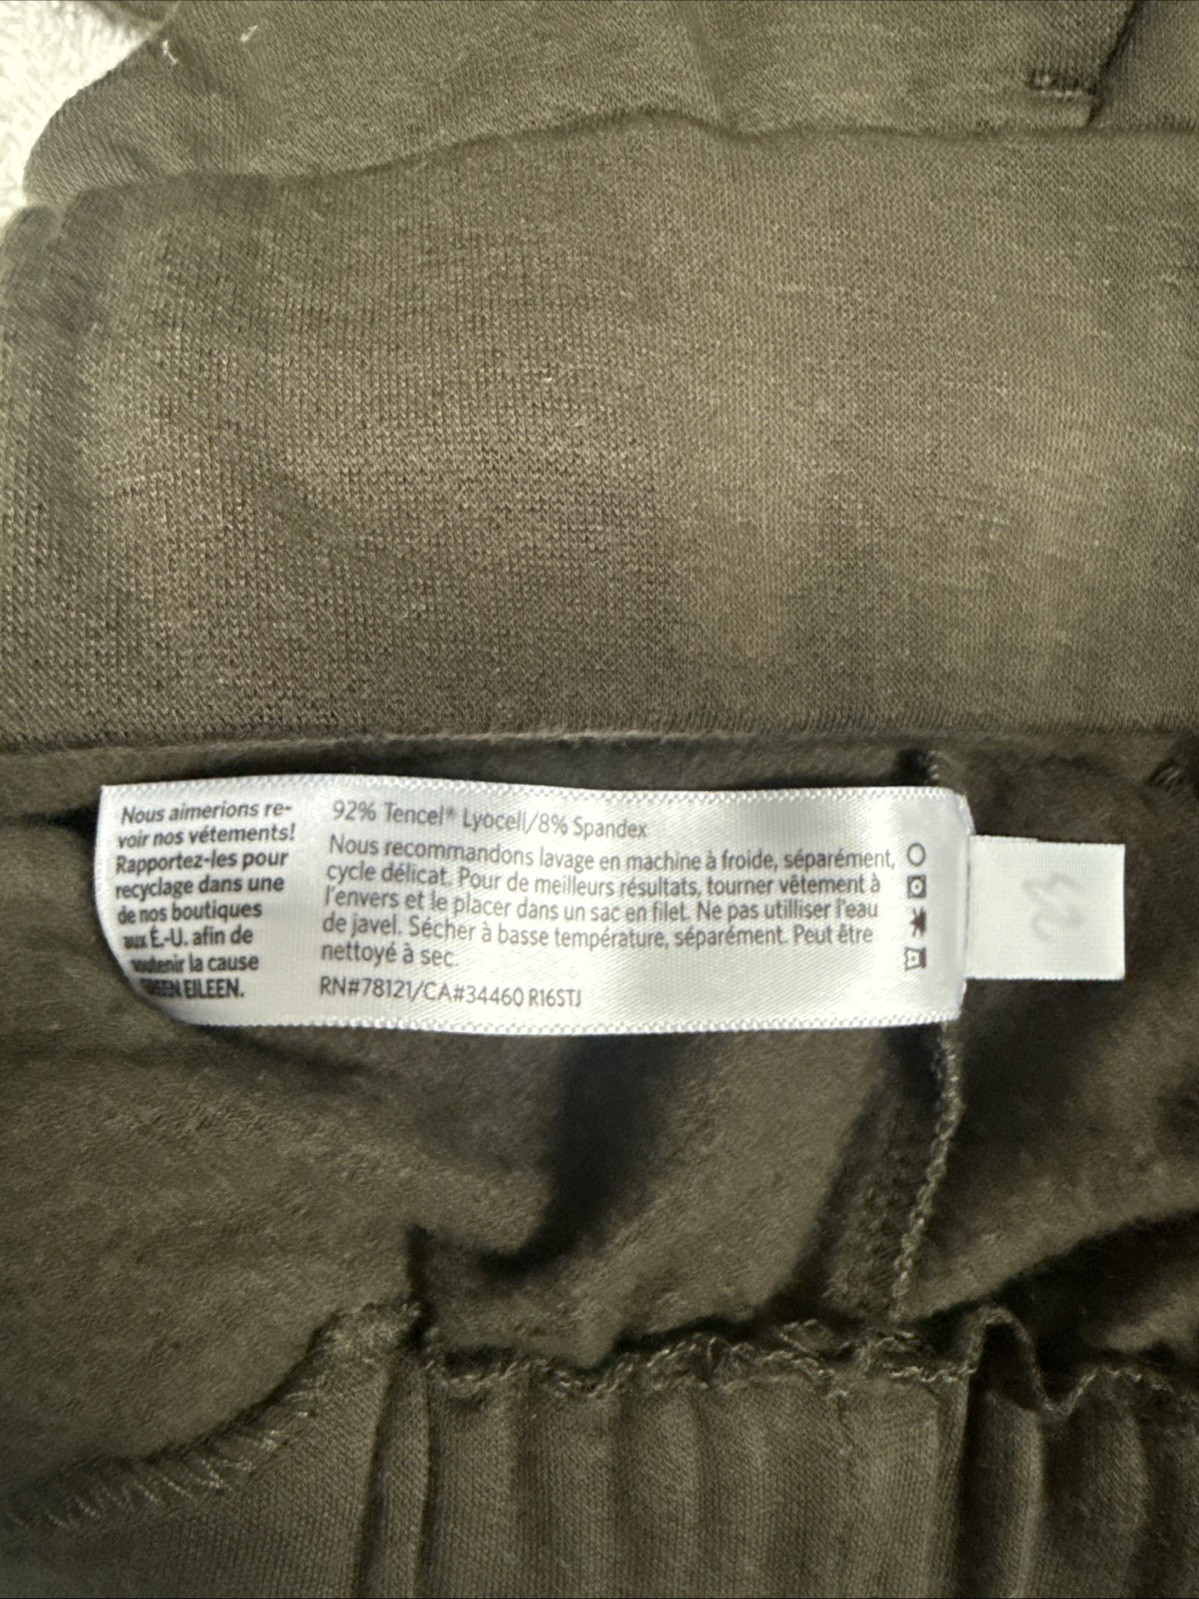 Nous aimerions re-
voir nos vêtements!
Rapportez-les pour
recyclage dans une
de nos boutiques
aux É.-U. afin de
soutenir la cause
GREEN EILEEN.
92% Tencel® Lyocell/8% Spandex
Nous recommandons lavage en machine à froide, séparément,
cycle délicat. Pour de meilleurs résultats, tourner vêtement à
l'envers et le placer dans un sac en filet. Ne pas utilliser l'eau
de javel. Sécher à basse température, séparément. Peut être
nettoyé à sec.
RN#78121/CA#34460 R16STJ